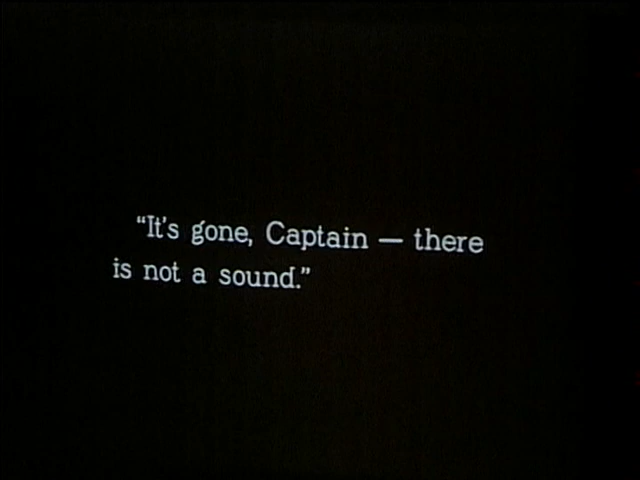 “It's gone, Captain — there
is not a sound.”